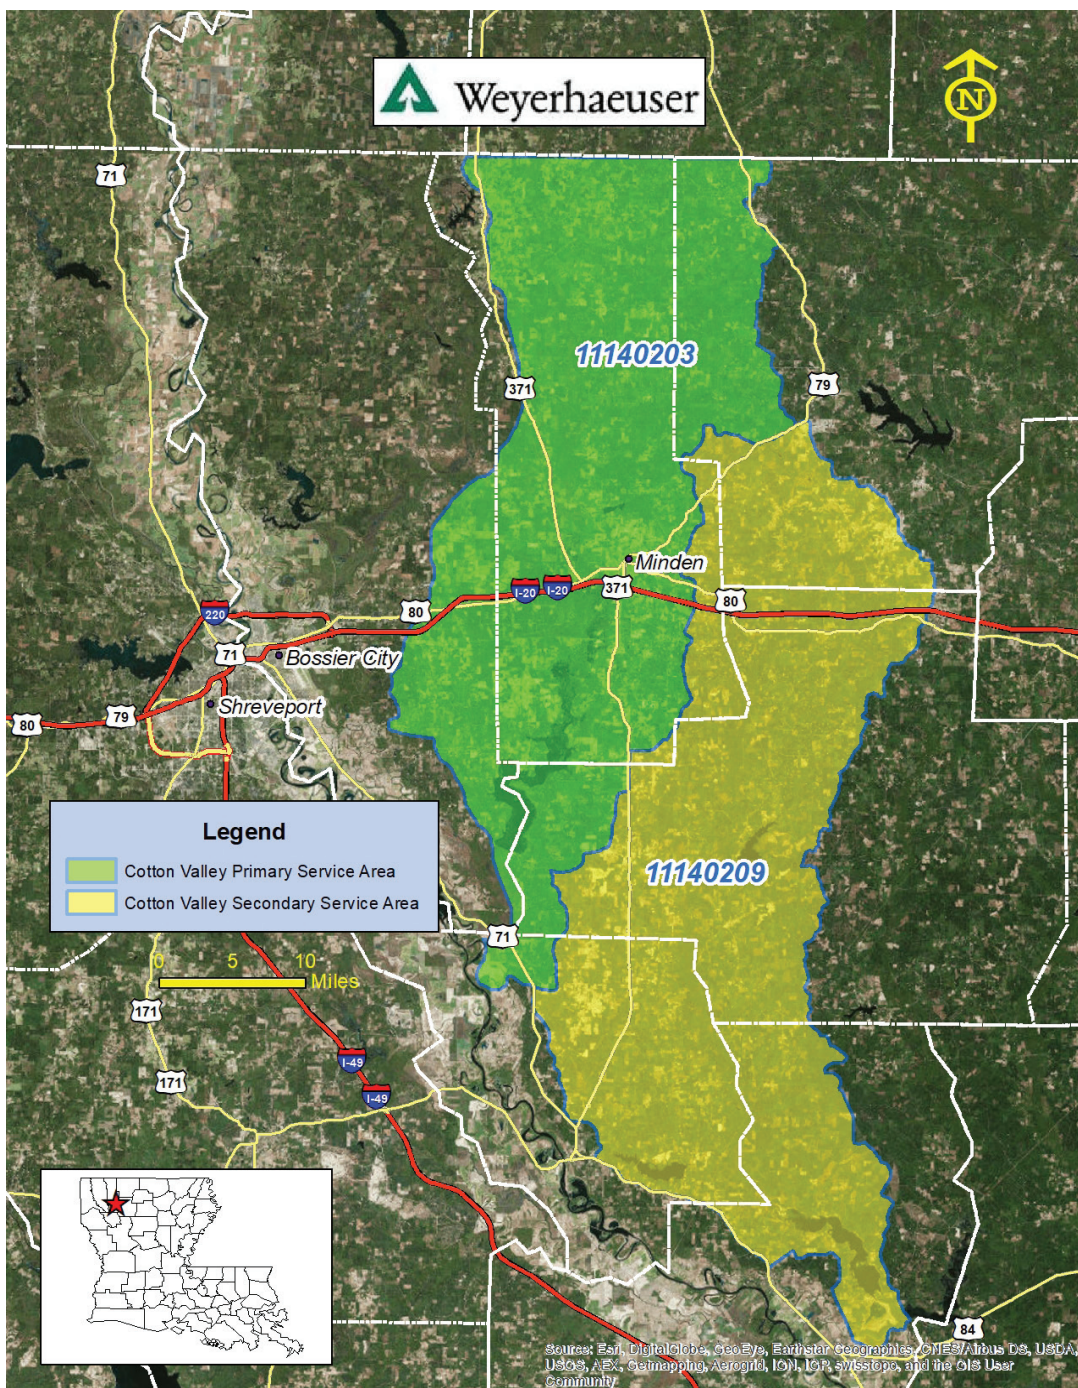 Weyerhaeuser
N
71
11140203
371
79
Minden
I-20
I-20
371
80
80
220
71
Bossier City
Shreveport
79
80
Legend
Cotton Valley Primary Service Area
Cotton Valley Secondary Service Area
11140209
71
0 5 10
Miles
171
I-49
171
I-49
84
Source: Esri, DigitalGlobe, GeoEye, Earthstar Geographics, CNES/Airbus DS, USDA,
USGS, AEX, Getmapping, Aerogrid, IGN, IGP, swisstopo, and the GIS User
Community